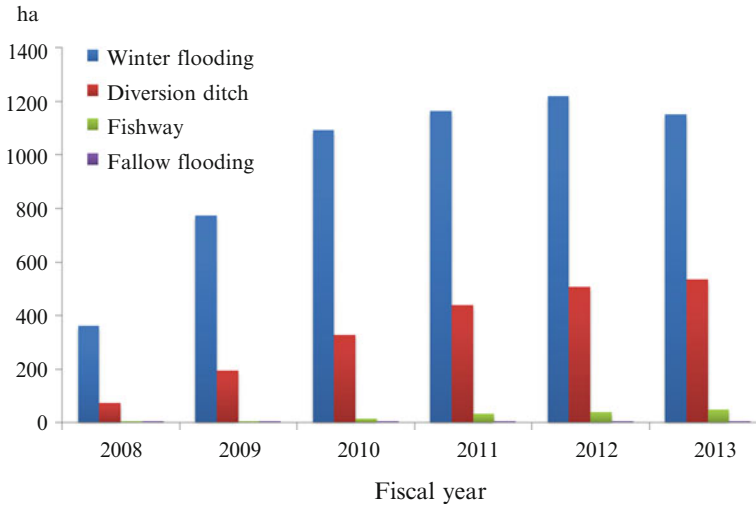 ha
1400
1200
1000
800
600
400
200
0
Winter flooding
Diversion ditch
Fishway
Fallow flooding
2008 2009 2010 2011 2012 2013
Fiscal year